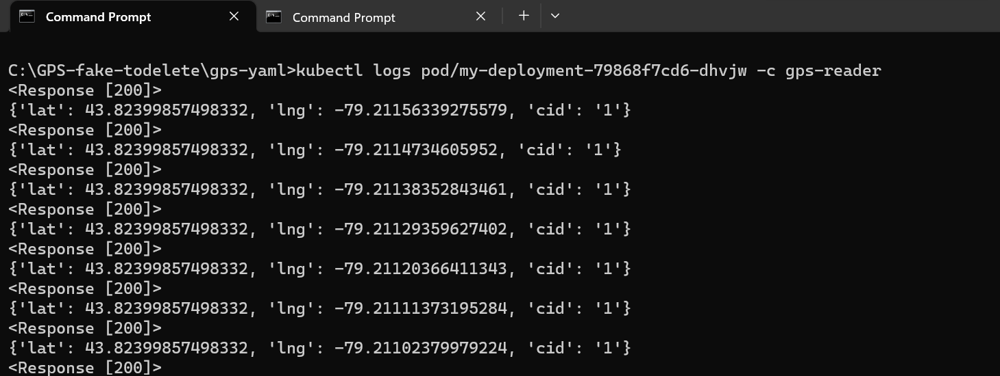 Command Prompt
Command Prompt
C:\GPS-fake-todelete\gps-yaml>kubectl logs pod/my-deployment-79868f7cd6-dhvjw -c gps-reader
<Response [200]>
{'lat': 43.82399857498332, 'lng': -79.21156339275579, 'cid': '1'}
<Response [200]>
{'lat': 43.82399857498332, 'lng': -79.2114734605952, 'cid': '1'}
<Response [200]>
{'lat': 43.82399857498332, 'lng': -79.21138352843461, 'cid': '1'}
<Response [200]>
{'lat': 43.82399857498332, 'lng': -79.21129359627402, 'cid': '1'}
<Response [200]>
{'lat': 43.82399857498332, 'lng': -79.21120366411343, 'cid': '1'}
<Response [200]>
{'lat': 43.82399857498332, 'lng': -79.21111373195284, 'cid': '1'}
<Response [200]>
{'lat': 43.82399857498332, 'lng': -79.21102379979224, 'cid': '1'}
<Response [200]>